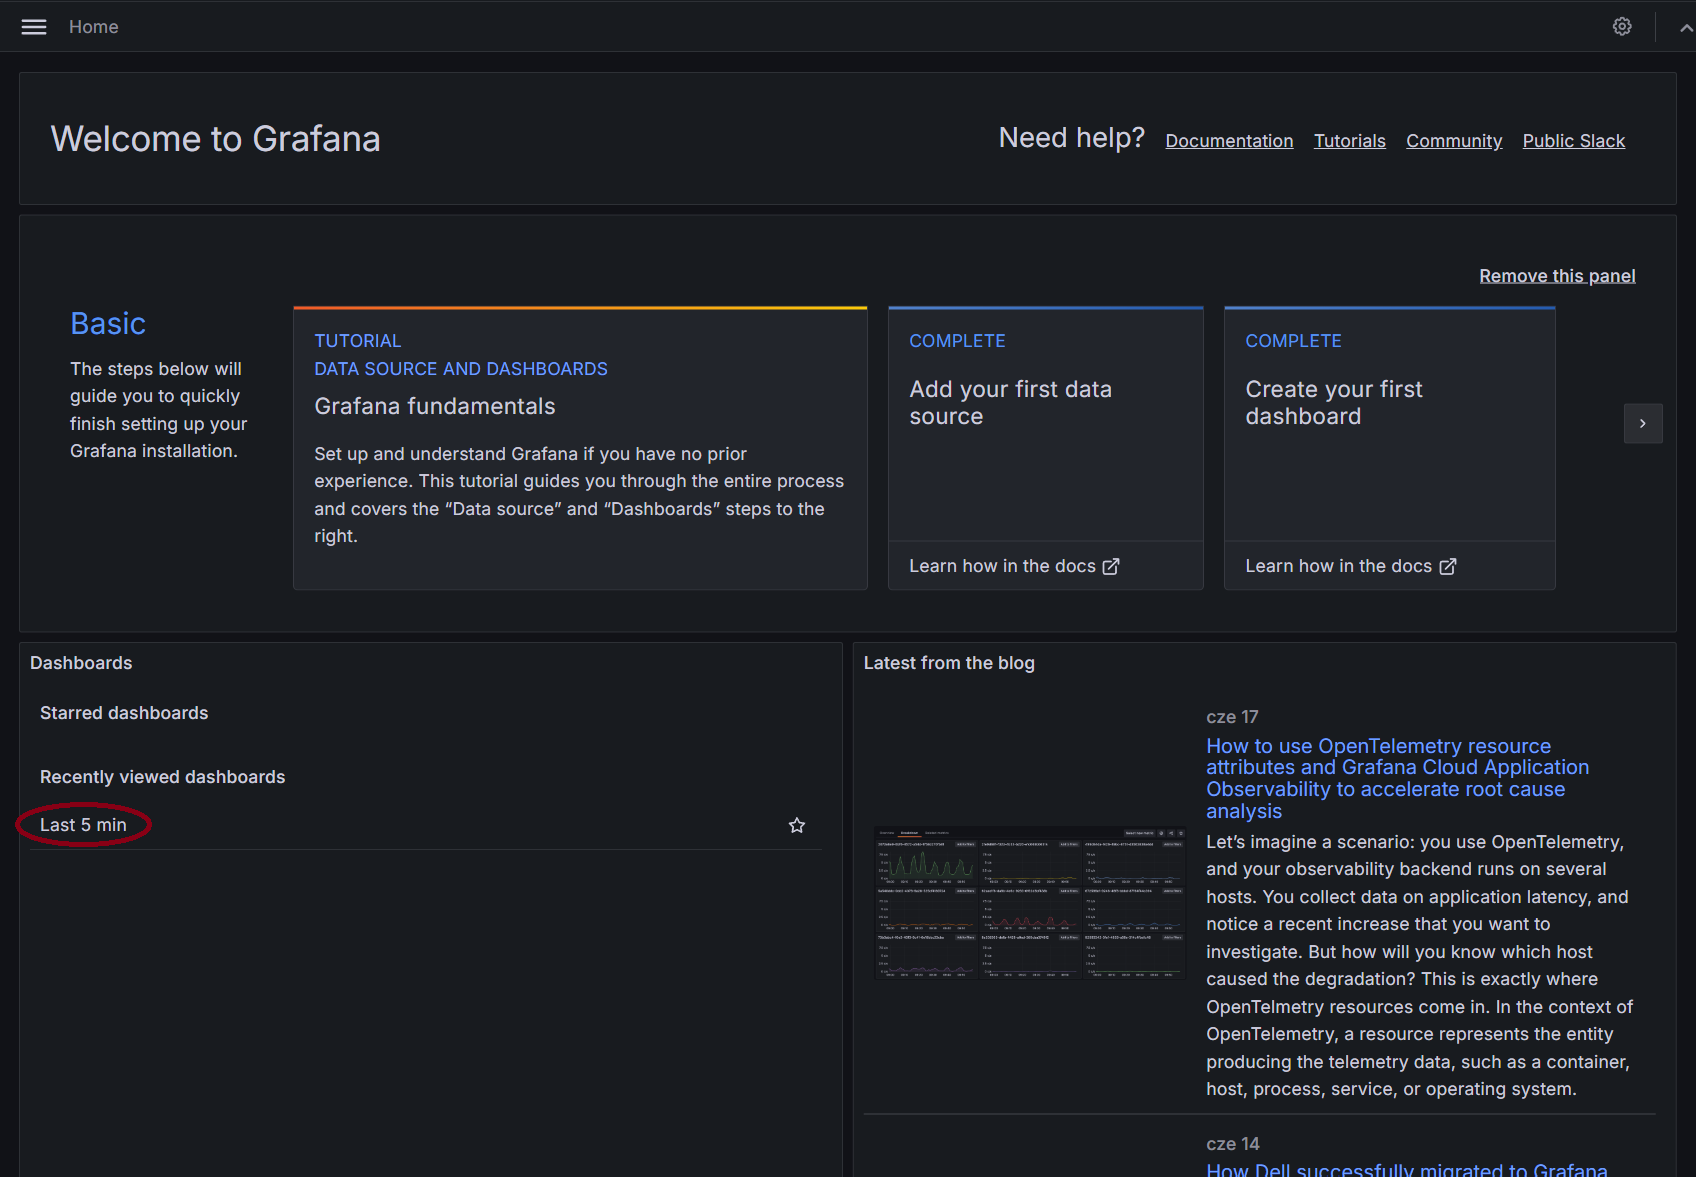 Home
Welcome to Grafana
Need help? Documentation Tutorials Community Public Slack
Remove this panel
Basic
The steps below will
guide you to quickly
finish setting up your
Grafana installation.
TUTORIAL
DATA SOURCE AND DASHBOARDS
Grafana fundamentals
Set up and understand Grafana if you have no prior
experience. This tutorial guides you through the entire process
and covers the “Data source” and “Dashboards” steps to the
right.
COMPLETE
Add your first data
source
Learn how in the docs
COMPLETE
Create your first
dashboard
Learn how in the docs
Dashboards
Starred dashboards
Recently viewed dashboards
Last 5 min
Latest from the blog
cze 17
How to use OpenTelemetry resource
attributes and Grafana Cloud Application
Observability to accelerate root cause
analysis
Let’s imagine a scenario: you use OpenTelemetry,
and your observability backend runs on several
hosts. You collect data on application latency, and
notice a recent increase that you want to
investigate. But how will you know which host
caused the degradation? This is exactly where
OpenTelmetry resources come in. In the context of
OpenTelemetry, a resource represents the entity
producing the telemetry data, such as a container,
host, process, service, or operating system.
cze 14
How Dell successfully migrated to Grafana